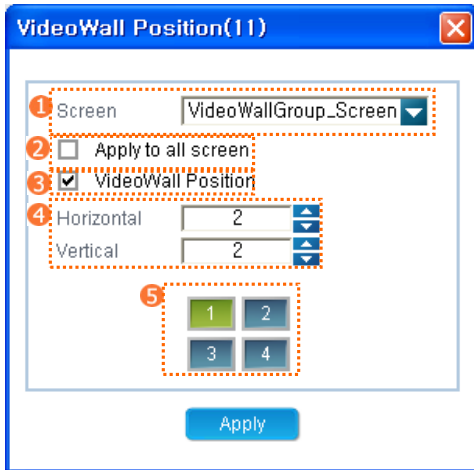 VideoWall Position(11)
1 Screen VideoWallGroup_Screen
2 Apply to all screen
3 VideoWall Position
4 Horizontal 2
Vertical 2
5
1 2
3 4
Apply